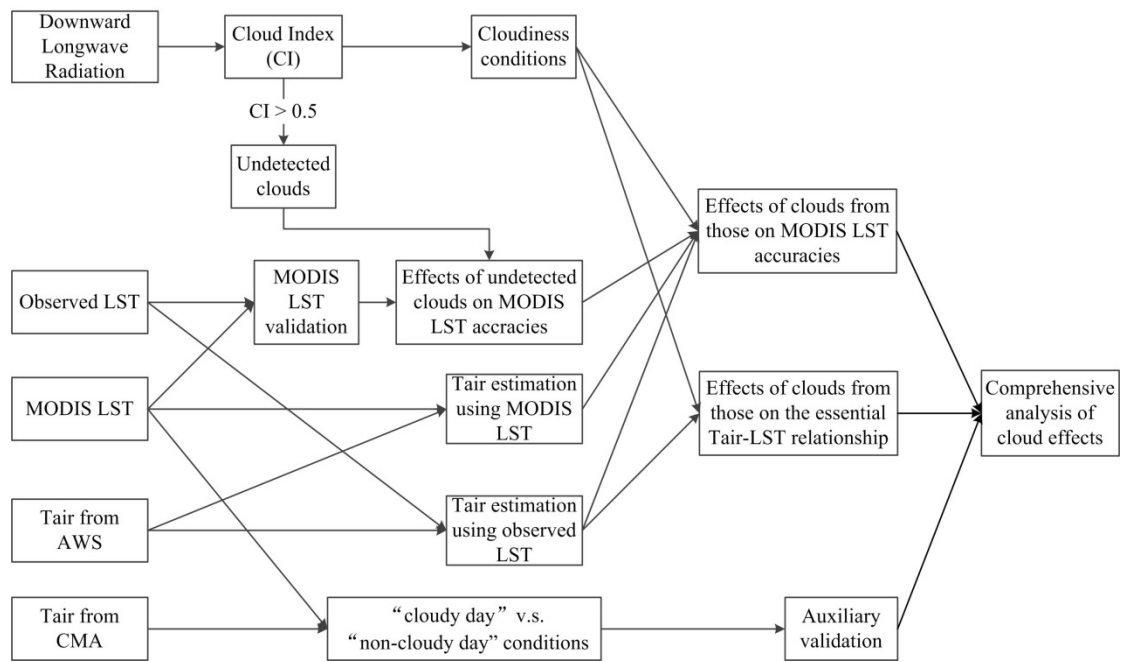 Downward
Longwave
Radiation
Cloud Index
(CI)
Cloudiness
conditions
CI > 0.5
Undetected
clouds
Effects of clouds from
those on MODIS LST
accuracies
Observed LST
MODIS
LST
validation
Effects of undetected
clouds on MODIS
LST accracies
MODIS LST
Tair estimation
using MODIS
LST
Effects of clouds from
those on the essential
Tair-LST relationship
Comprehensive
analysis of
cloud effects
Tair from
AWS
Tair estimation
using observed
LST
Tair from
CMA
“cloudy day” v.s.
“non-cloudy day” conditions
Auxiliary
validation